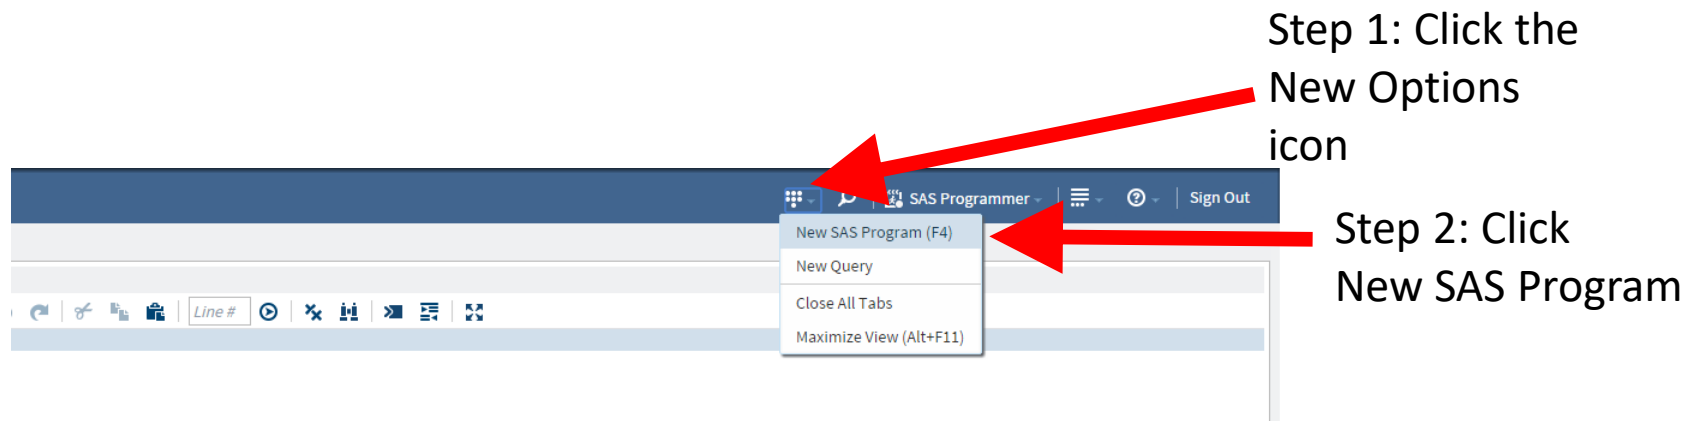 Step 1: Click the
New Options
icon
SAS Programmer
Sign Out
New SAS Program (F4)
New Query
Close All Tabs
Maximize View (Alt+F11)
Step 2: Click
New SAS Program
Line #